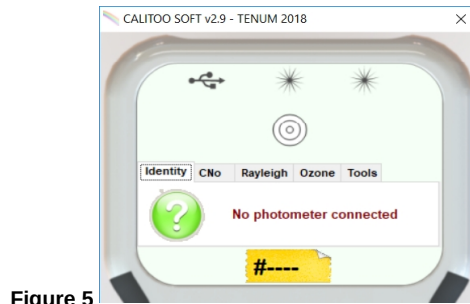 CALITOO SOFT v2.9 - TENUM 2018
Identity CNo Rayleigh Ozone Tools
No photometer connected
#----
Figure 5